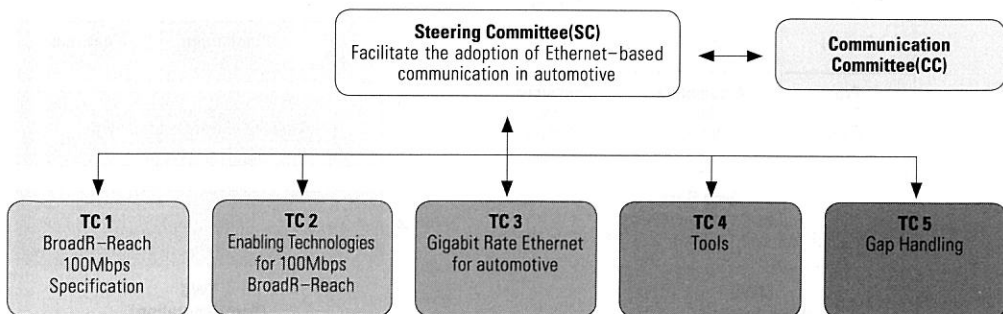 Steering Committee(SC)
Facilitate the adoption of Ethernet-based
communication in automotive
Communication
Committee(CC)
TC 1
BroadR-Reach
100Mbps
Specification
TC 2
Enabling Technologies
for 100Mbps
BroadR-Reach
TC 3
Gigabit Rate Ethernet
for automotive
TC 4
Tools
TC 5
Gap Handling